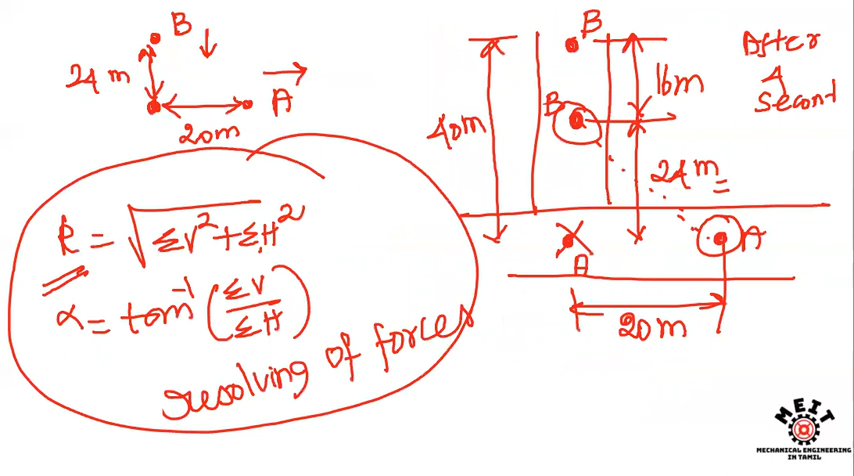 B
24 m
A
20m
R = √ΣV²+ΣH²
α = tan⁻¹ (ΣV/ΣH)
resolving of forces
B
After
4
second
16m
B
40m
24 m
A
A
20m
MEIT
MECHANICAL ENGINEERING
IN TAMIL